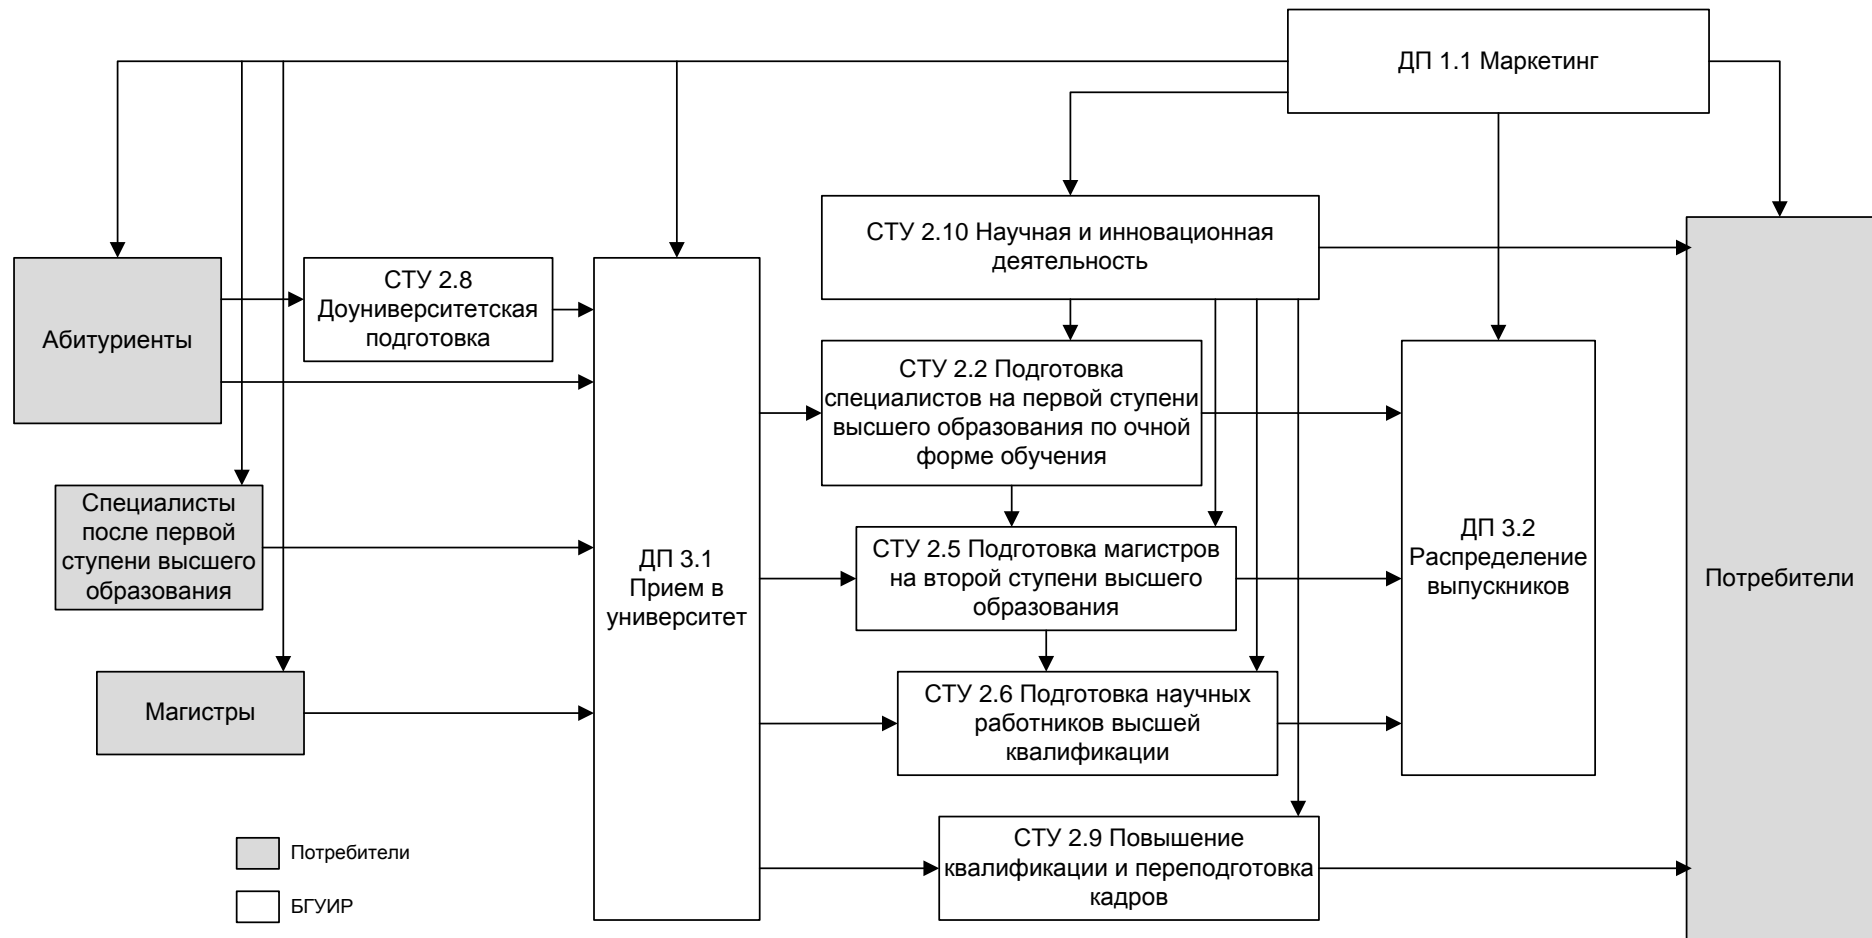 ДП 1.1 Маркетинг
СТУ 2.10 Научная и инновационная
деятельность
Абитуриенты
СТУ 2.8
Доуниверситетская
подготовка
СТУ 2.2 Подготовка
специалистов на первой ступени
высшего образования по очной
форме обучения
Специалисты
после первой
ступени высшего
образования
ДП 3.1
Прием в
университет
СТУ 2.5 Подготовка магистров
на второй ступени высшего
образования
ДП 3.2
Распределение
выпускников
Потребители
Магистры
СТУ 2.6 Подготовка научных
работников высшей
квалификации
СТУ 2.9 Повышение
квалификации и переподготовка
кадров
Потребители
БГУИР